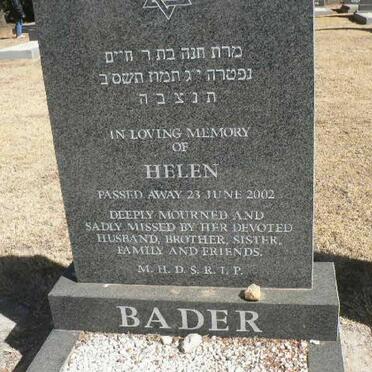 מרת חנה בת ר׳ חיים
נפטרה י״ג תמוז תשס״ב
ת נ צ ב ה
IN LOVING MEMORY
OF
HELEN
PASSED AWAY 23 JUNE 2002
DEEPLY MOURNED AND
SADLY MISSED BY HER DEVOTED
HUSBAND, BROTHER, SISTER,
FAMILY AND FRIENDS.
M. H. D. S. R. I. P.
BADER